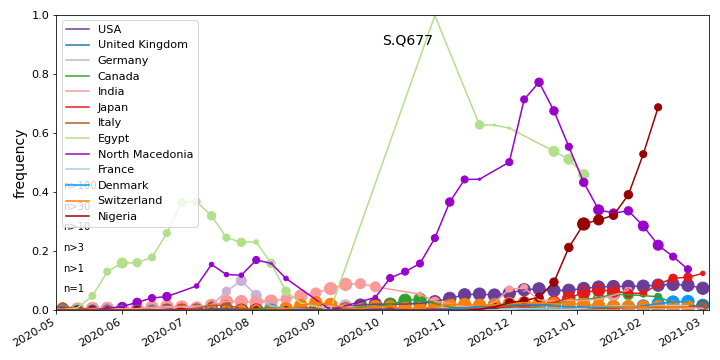 S.Q677
frequency
1.0
0.8
0.6
0.4
0.2
0.0
USA
United Kingdom
Germany
Canada
India
Japan
Italy
Egypt
North Macedonia
France
Denmark
Switzerland
Nigeria
n>100
n>30
n>10
n>3
n>1
n=1
2020-05
2020-06
2020-07
2020-08
2020-09
2020-10
2020-11
2020-12
2021-01
2021-02
2021-03